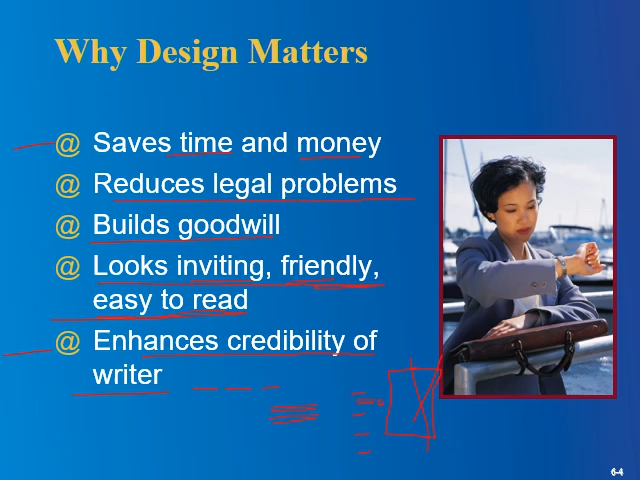 Why Design Matters
@ Saves time and money
@ Reduces legal problems
@ Builds goodwill
@ Looks inviting, friendly,
easy to read
@ Enhances credibility of
writer
6-4